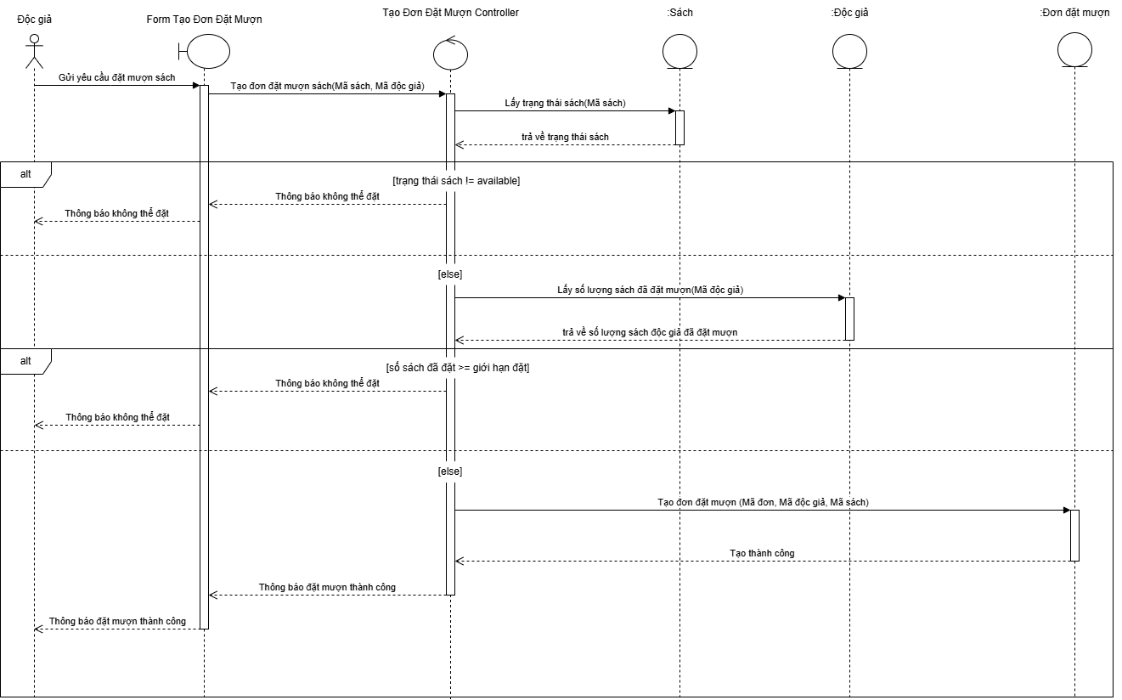 Độc giả
Form Tạo Đơn Đặt Mượn
Tạo Đơn Đặt Mượn Controller
:Sách
:Độc giả
:Đơn đặt mượn
Gửi yêu cầu đặt mượn sách
Tạo đơn đặt mượn sách(Mã sách, Mã độc giả)
Lấy trạng thái sách(Mã sách)
trả về trạng thái sách
alt
[trạng thái sách != available]
Thông báo không thể đặt
Thông báo không thể đặt
[else]
Lấy số lượng sách đã đặt mượn(Mã độc giả)
trả về số lượng sách độc giả đã đặt mượn
alt
[số sách đã đặt >= giới hạn đặt]
Thông báo không thể đặt
Thông báo không thể đặt
[else]
Tạo đơn đặt mượn (Mã đơn, Mã độc giả, Mã sách)
Tạo thành công
Thông báo đặt mượn thành công
Thông báo đặt mượn thành công